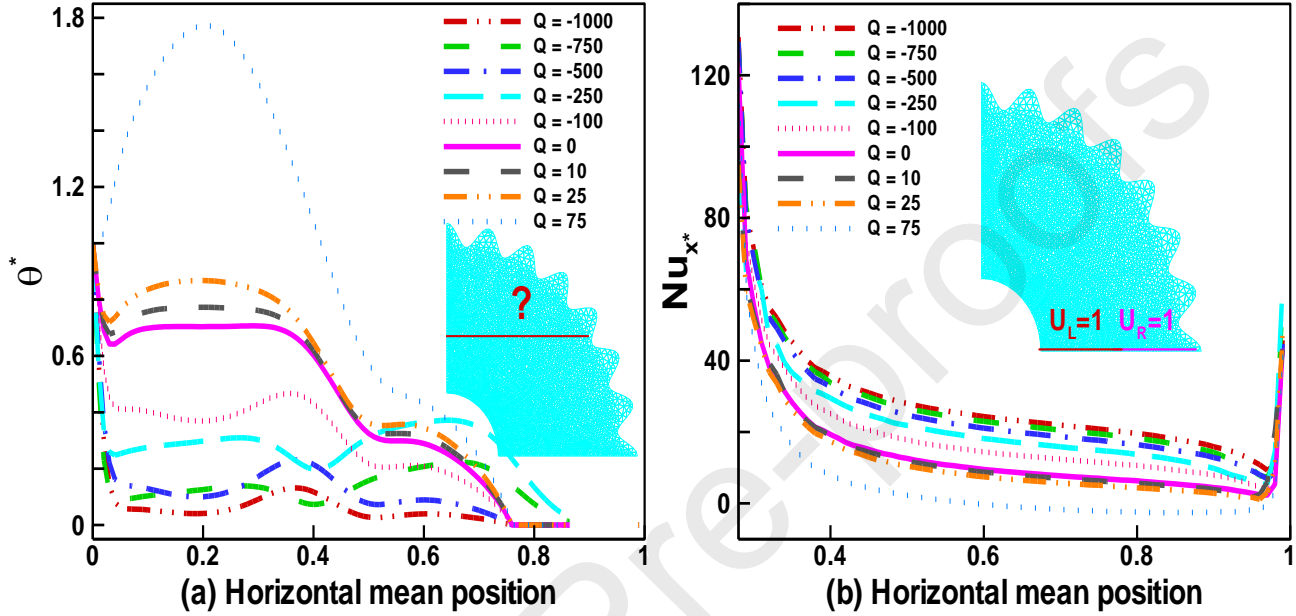 1.8
1.2
0.6
0
θ*
0
0.2
0.4
0.6
0.8
1
(a) Horizontal mean position
Q = -1000
Q = -750
Q = -500
Q = -250
Q = -100
Q = 0
Q = 10
Q = 25
Q = 75
?
120
80
40
0
Nux*
0.4
0.6
0.8
1
(b) Horizontal mean position
Q = -1000
Q = -750
Q = -500
Q = -250
Q = -100
Q = 0
Q = 10
Q = 25
Q = 75
UL=1 UR=1
Pre-proofs